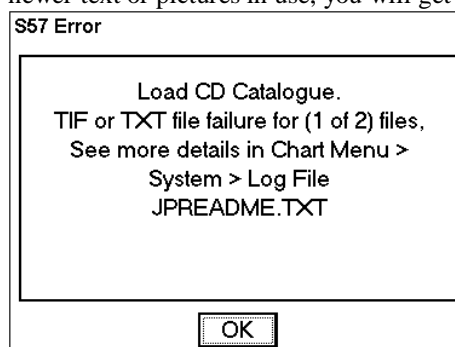 newer text or pictures in use, you will get
S57 Error
Load CD Catalogue.
TIF or TXT file failure for (1 of 2) files,
See more details in Chart Menu >
System > Log File
JPREADME.TXT
OK